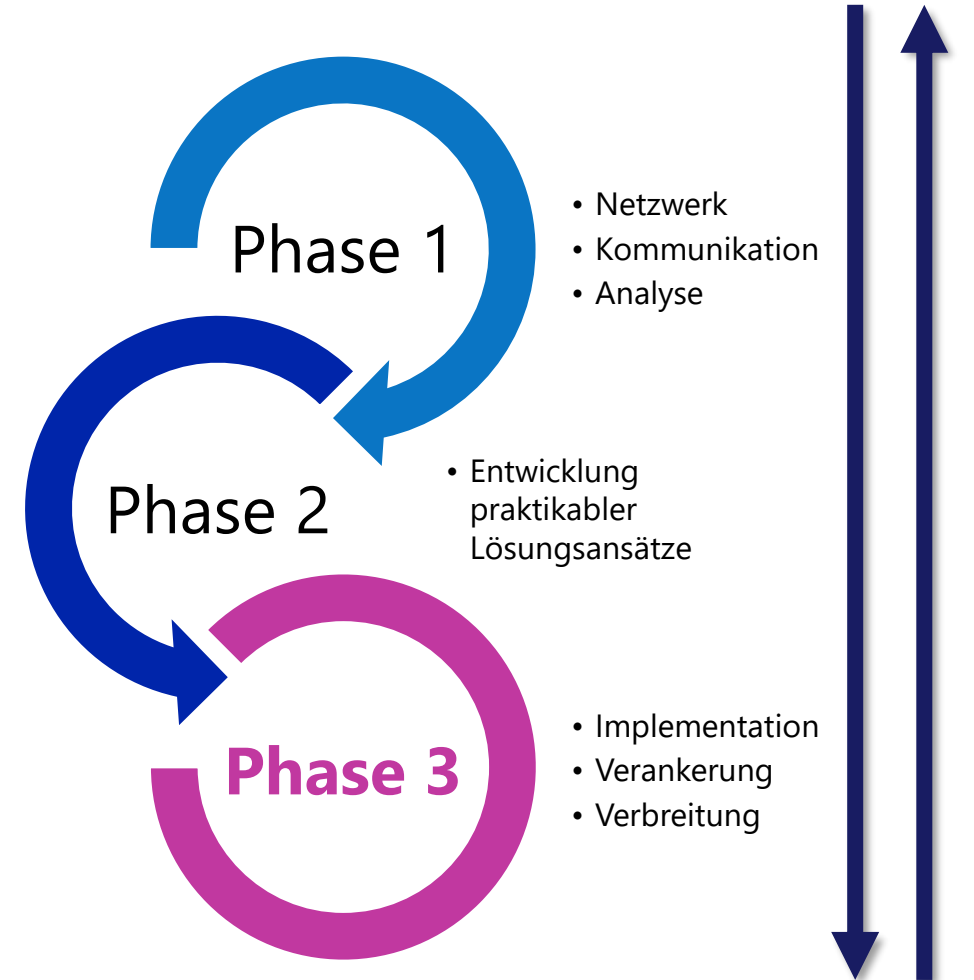 Phase 1
• Netzwerk
• Kommunikation
• Analyse
Phase 2
• Entwicklung
praktikabler
Lösungsansätze
Phase 3
• Implementation
• Verankerung
• Verbreitung